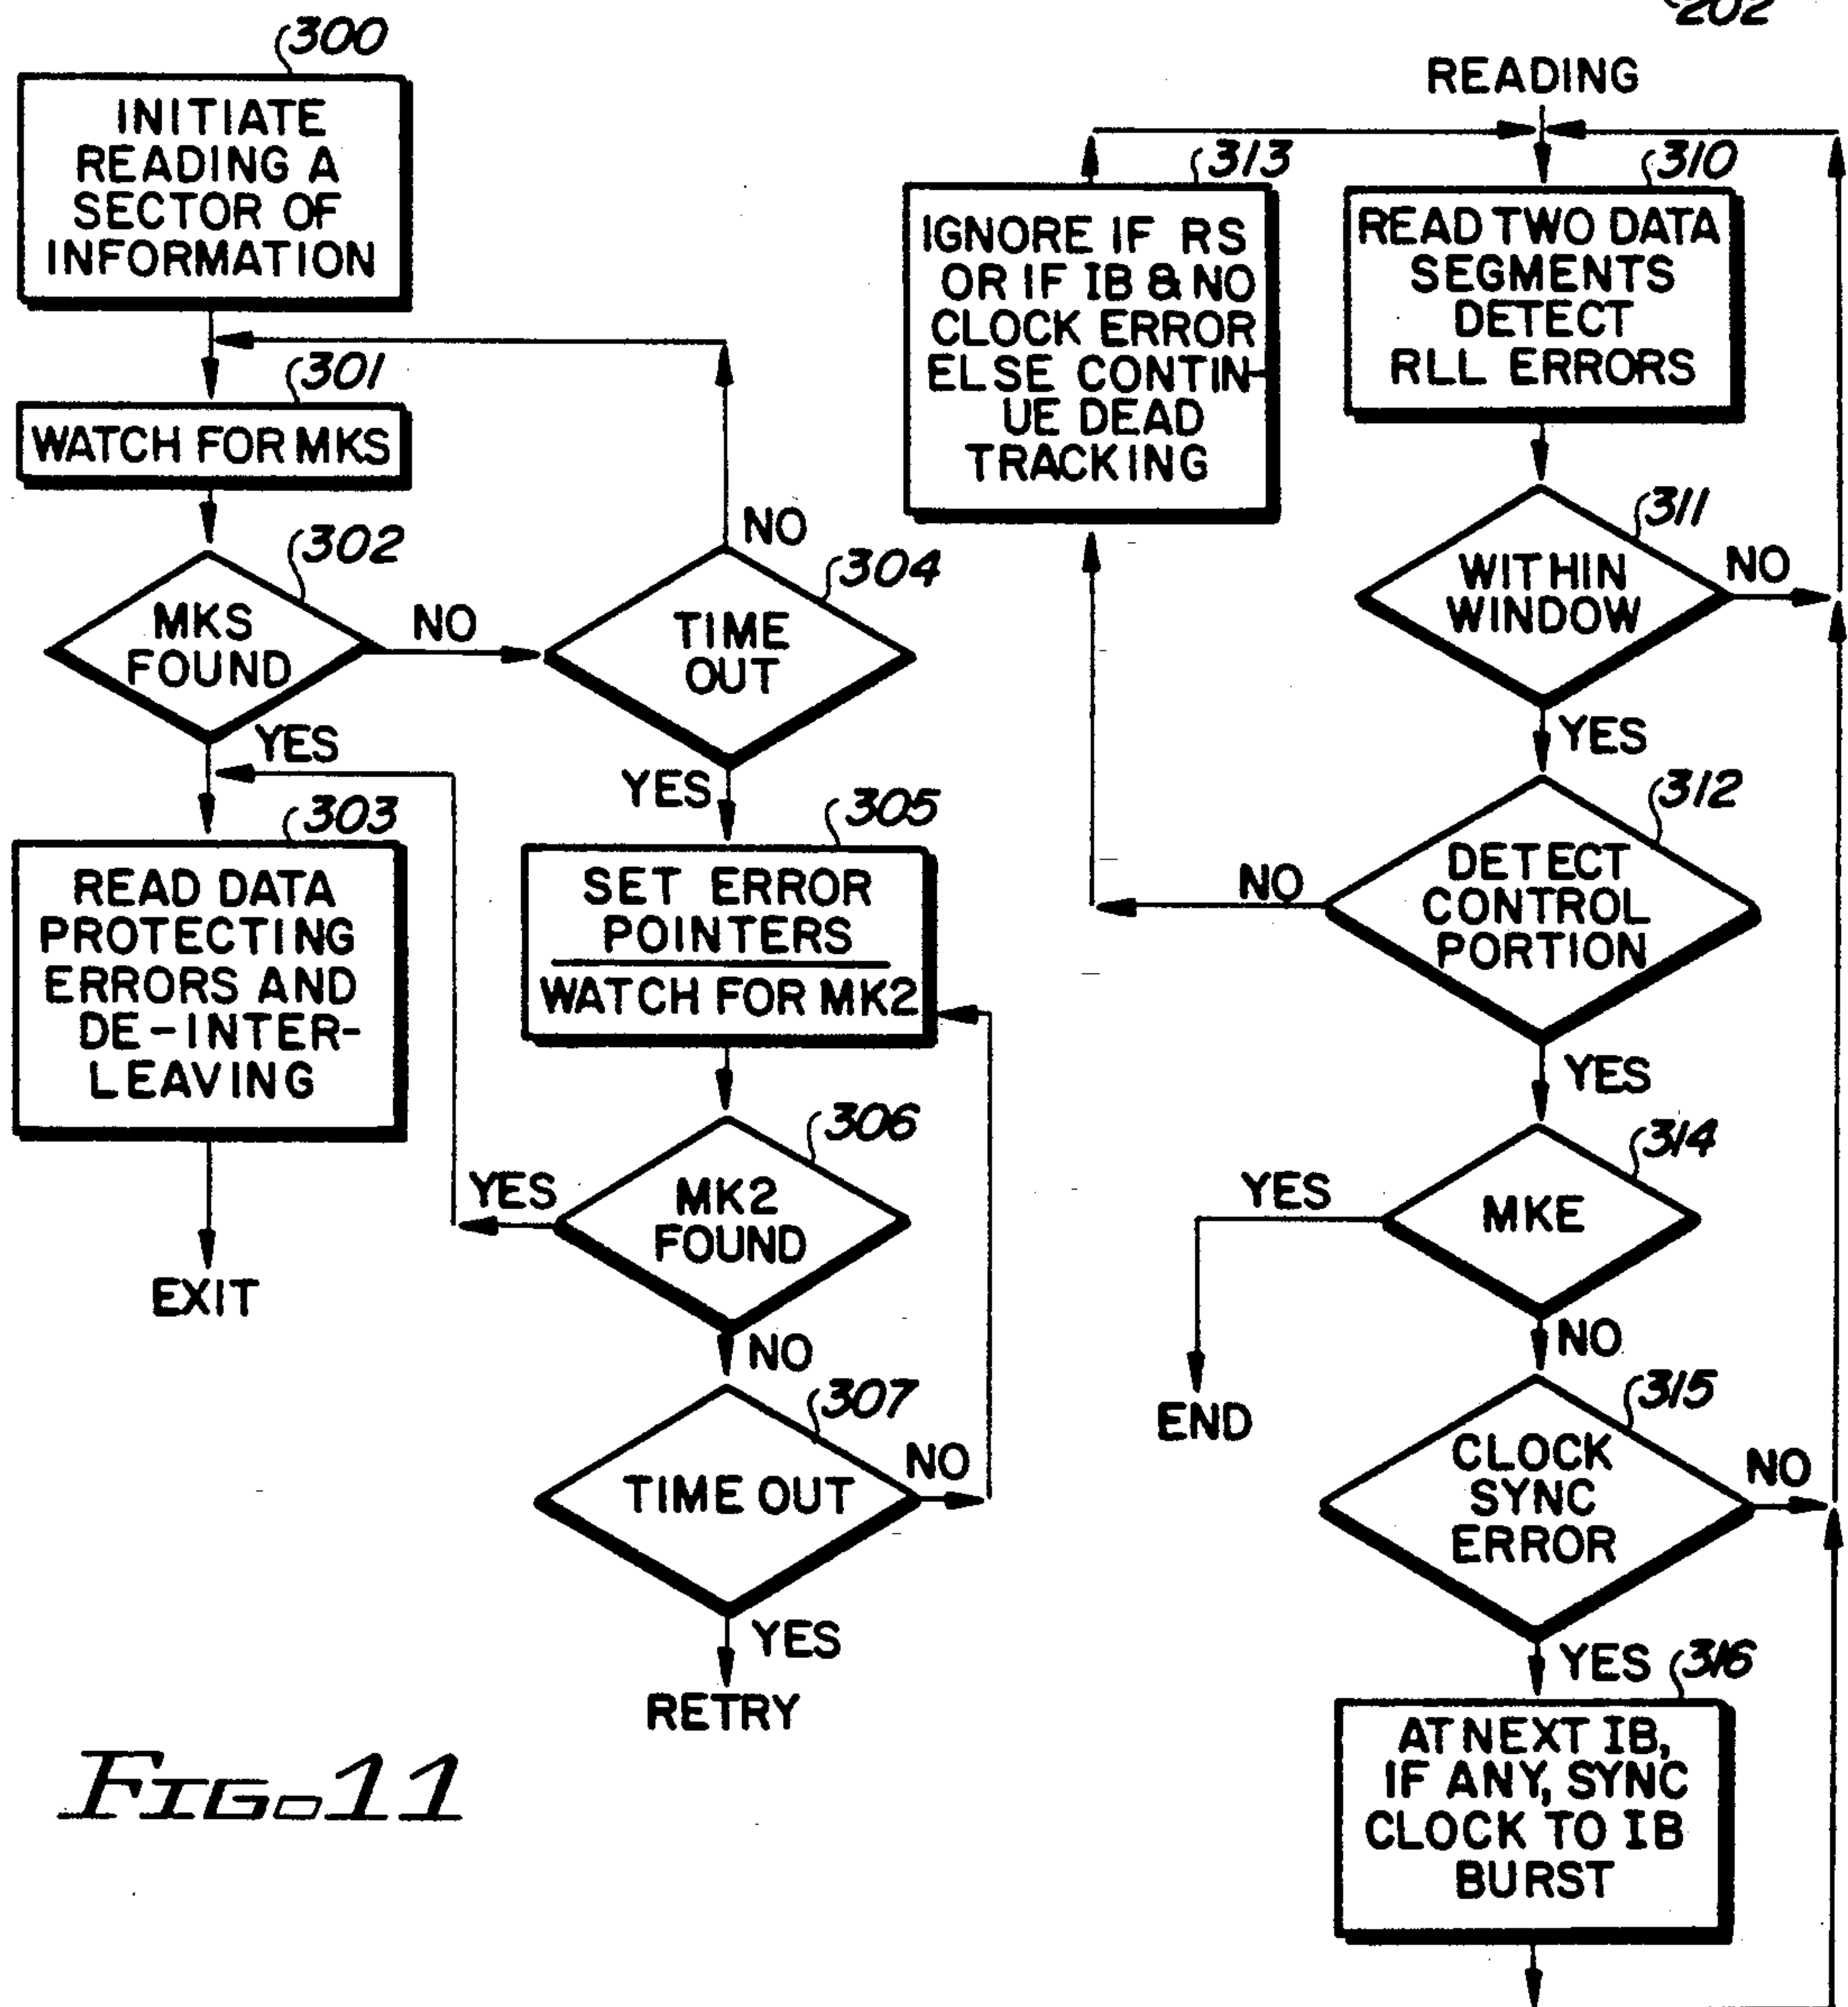 300
INITIATE
READING A
SECTOR OF
INFORMATION
301
WATCH FOR MKS
302
MKS
FOUND
NO
YES
304
TIME
OUT
NO
YES
303
READ DATA
PROTECTING
ERRORS AND
DE-INTER-
LEAVING
EXIT
305
SET ERROR
POINTERS
WATCH FOR MK2
306
MK2
FOUND
YES
NO
307
TIME OUT
NO
YES
RETRY
202
READING
313
IGNORE IF RS
OR IF IB & NO
CLOCK ERROR
ELSE CONTIN-
UE DEAD
TRACKING
310
READ TWO DATA
SEGMENTS
DETECT
RLL ERRORS
311
WITHIN
WINDOW
NO
YES
312
DETECT
CONTROL
PORTION
NO
YES
314
MKE
YES
NO
END
315
CLOCK
SYNC
ERROR
NO
YES
316
AT NEXT IB,
IF ANY, SYNC
CLOCK TO IB
BURST
FIG. 11